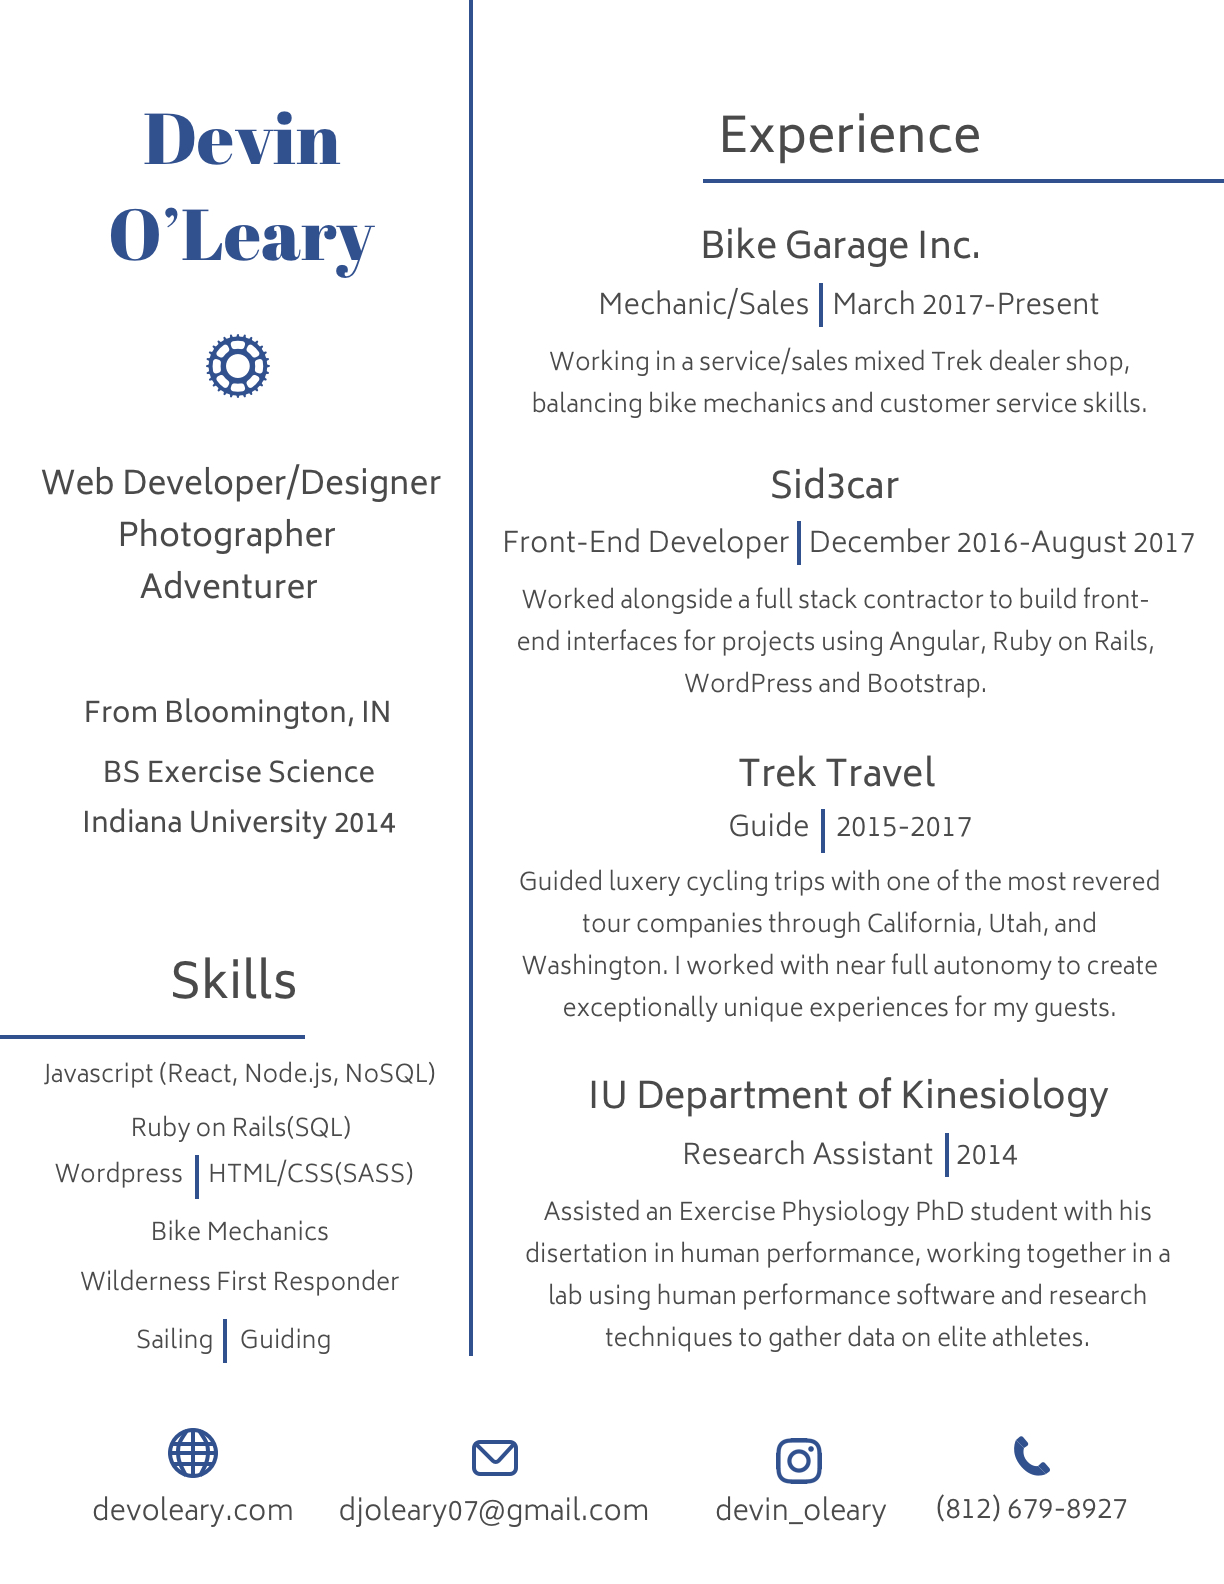 Devin
O’Leary
Web Developer/Designer
Photographer
Adventurer
From Bloomington, IN
BS Exercise Science
Indiana University 2014
Skills
Javascript (React, Node.js, NoSQL)
Ruby on Rails(SQL)
Wordpress | HTML/CSS(SASS)
Bike Mechanics
Wilderness First Responder
Sailing | Guiding
Experience
Bike Garage Inc.
Mechanic/Sales | March 2017-Present
Working in a service/sales mixed Trek dealer shop,
balancing bike mechanics and customer service skills.
Sid3car
Front-End Developer | December 2016-August 2017
Worked alongside a full stack contractor to build front-
end interfaces for projects using Angular, Ruby on Rails,
WordPress and Bootstrap.
Trek Travel
Guide | 2015-2017
Guided luxery cycling trips with one of the most revered
tour companies through California, Utah, and
Washington. I worked with near full autonomy to create
exceptionally unique experiences for my guests.
IU Department of Kinesiology
Research Assistant | 2014
Assisted an Exercise Physiology PhD student with his
disertation in human performance, working together in a
lab using human performance software and research
techniques to gather data on elite athletes.
devoleary.com
djoleary07@gmail.com
devin_oleary
(812) 679-8927